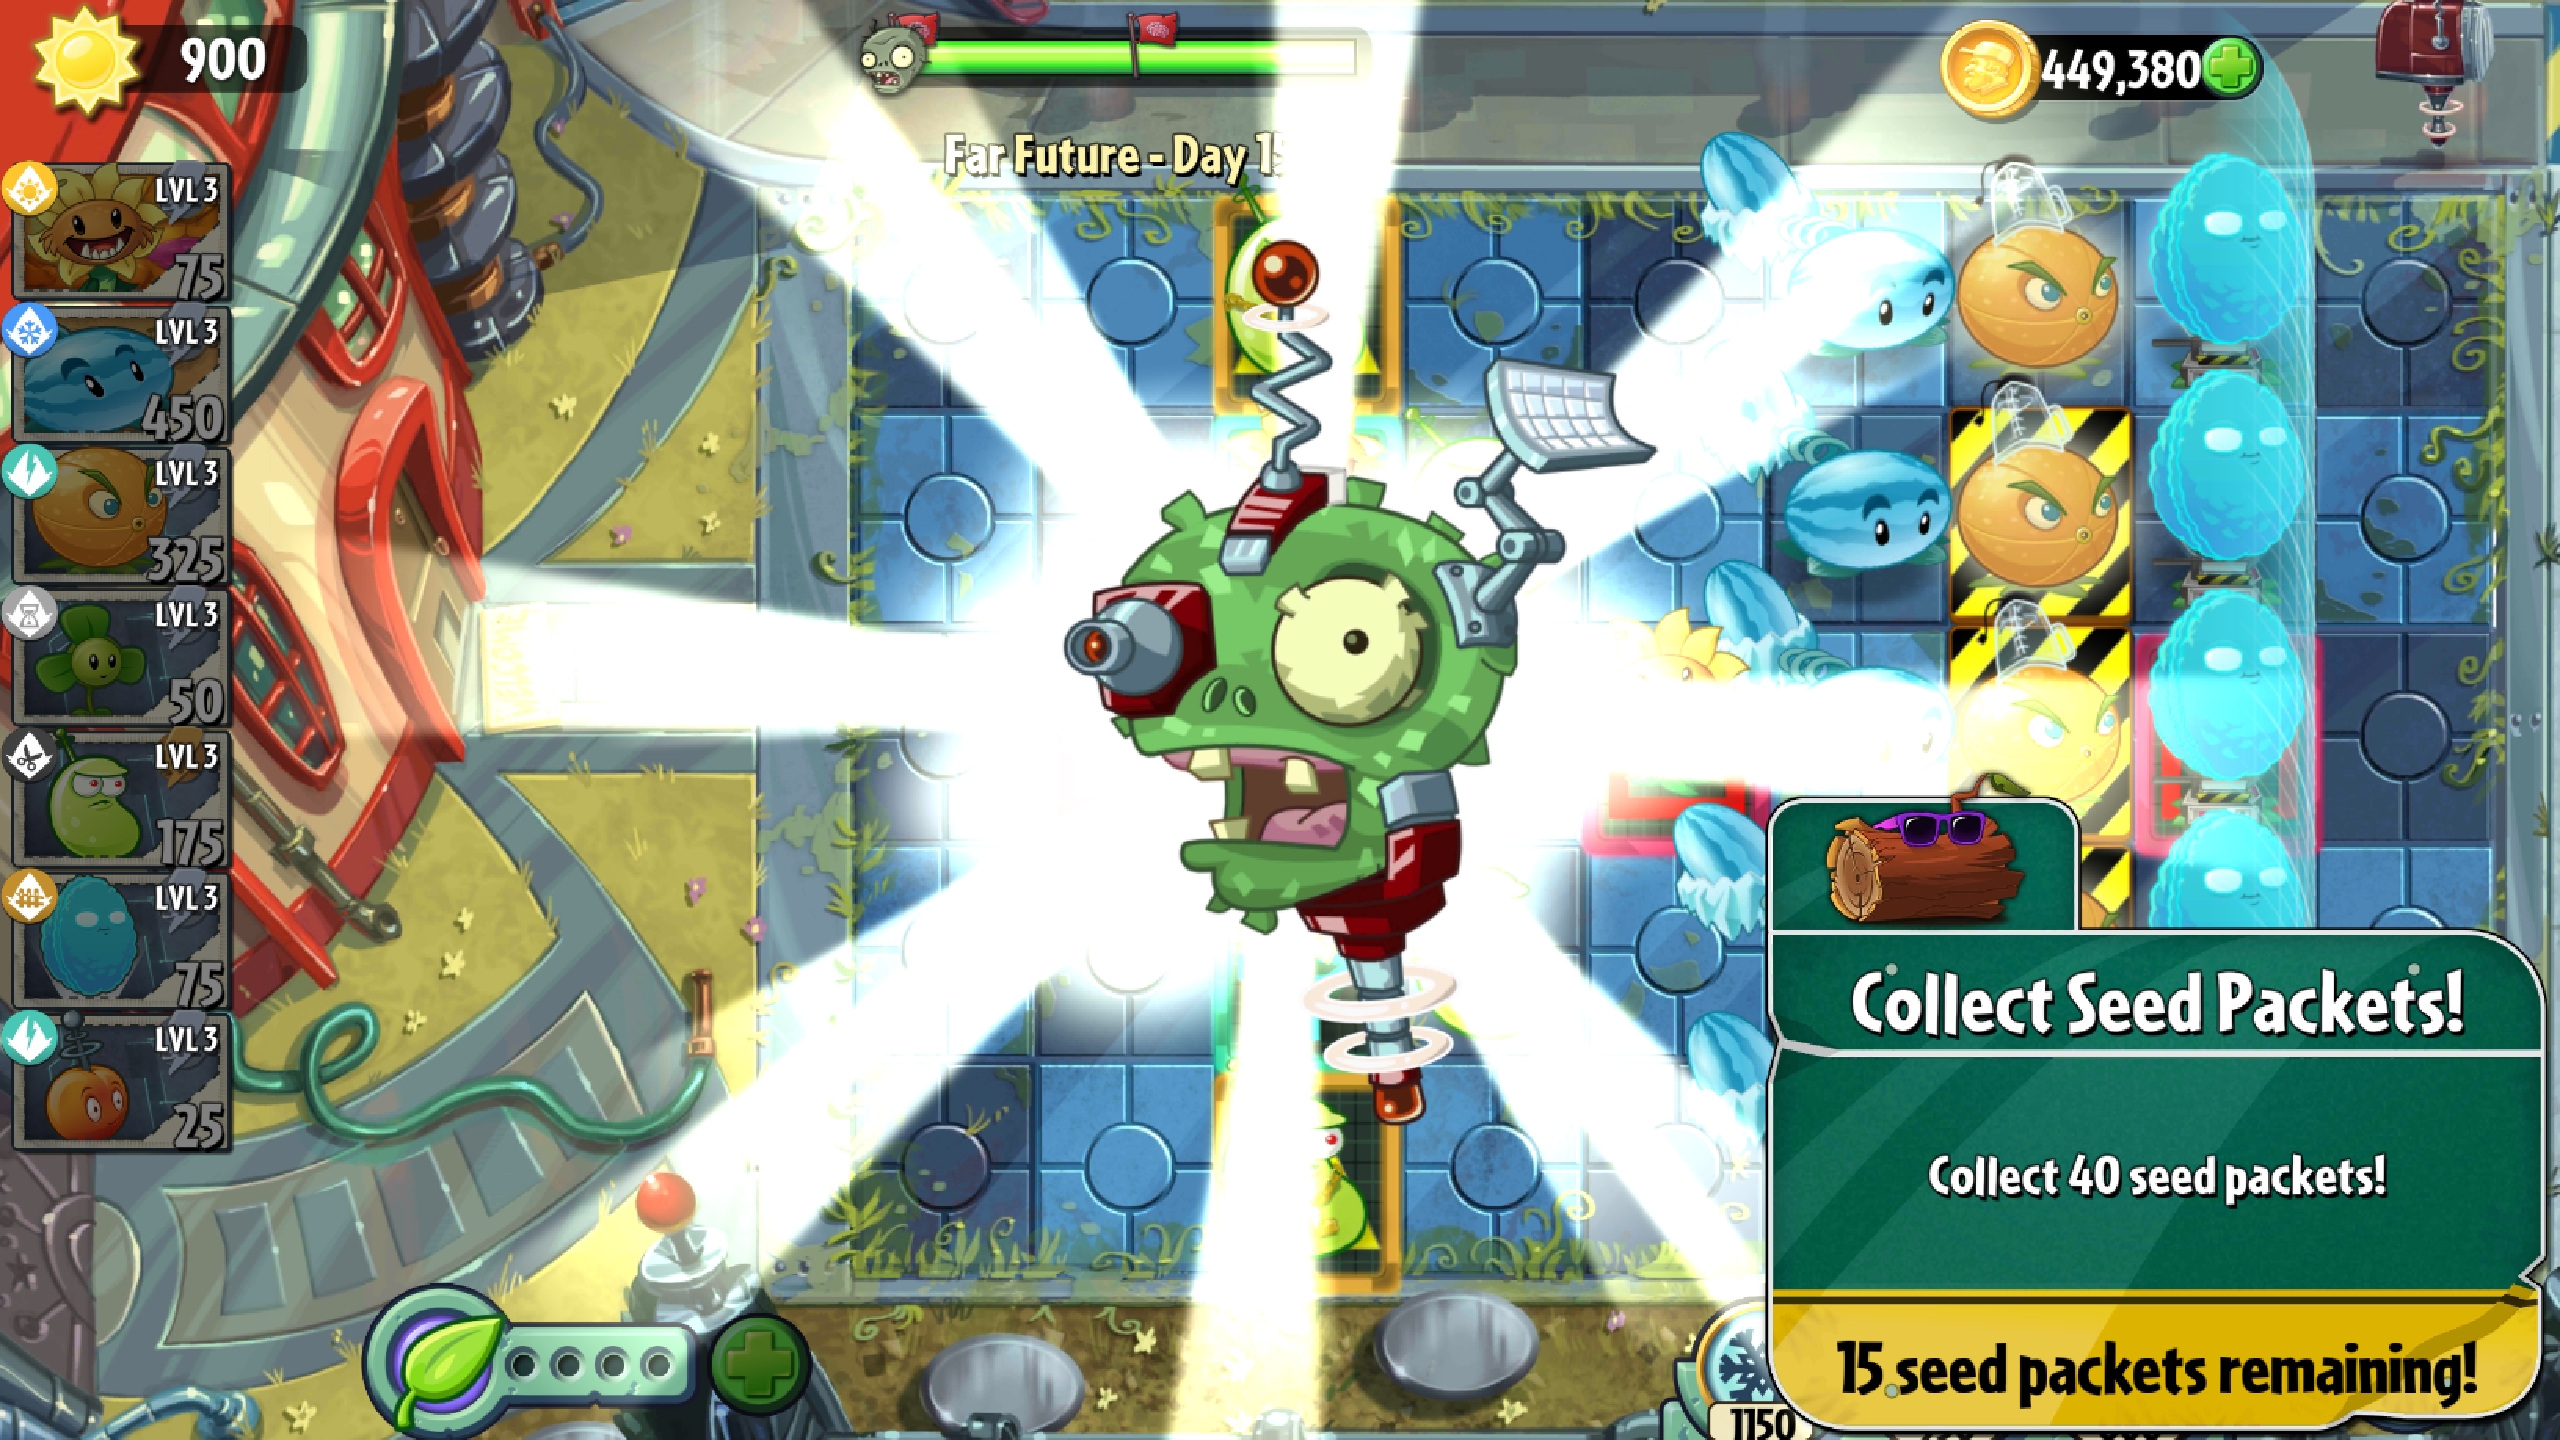 900
449,380
Far Future - Day 1
LVL 3
75
LVL 3
450
LVL 3
325
LVL 3
50
LVL 3
175
LVL 3
75
LVL 3
25
WELCOME
Collect Seed Packets!
Collect 40 seed packets!
15 seed packets remaining!
1150